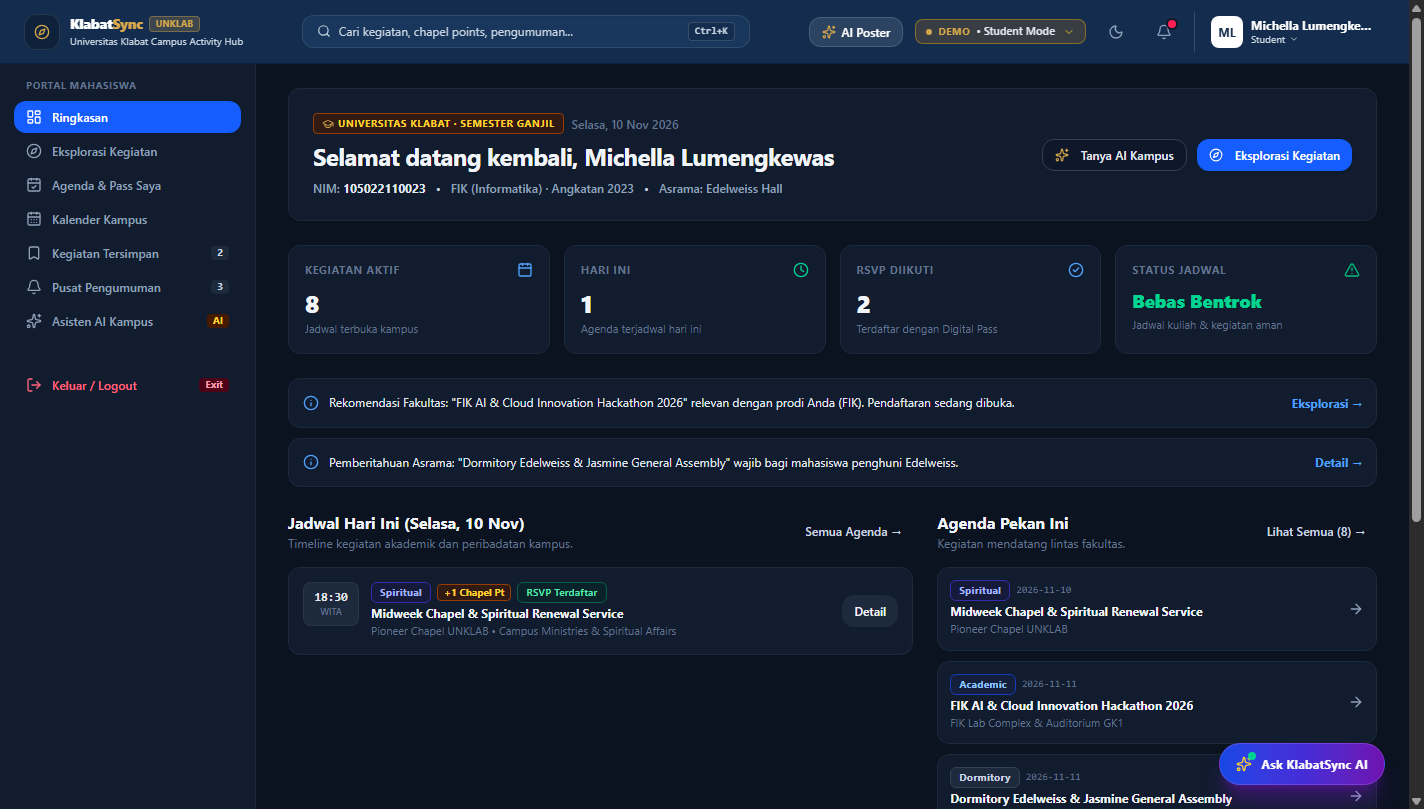 KlabatSync UNKLAB
Universitas Klabat Campus Activity Hub
Cari kegiatan, chapel points, pengumuman... Ctrl+K
AI Poster
DEMO • Student Mode
ML
Michella Lumengke...
Student
PORTAL MAHASISWA
Ringkasan
Eksplorasi Kegiatan
Agenda & Pass Saya
Kalender Kampus
Kegiatan Tersimpan 2
Pusat Pengumuman 3
Asisten AI Kampus AI
Keluar / Logout Exit
UNIVERSITAS KLABAT · SEMESTER GANJIL Selasa, 10 Nov 2026
Selamat datang kembali, Michella Lumengkewas
NIM: 105022110023 • FIK (Informatika) · Angkatan 2023 • Asrama: Edelweiss Hall
Tanya AI Kampus
Eksplorasi Kegiatan
KEGIATAN AKTIF
8
Jadwal terbuka kampus
HARI INI
1
Agenda terjadwal hari ini
RSVP DIIKUTI
2
Terdaftar dengan Digital Pass
STATUS JADWAL
Bebas Bentrok
Jadwal kuliah & kegiatan aman
Rekomendasi Fakultas: "FIK AI & Cloud Innovation Hackathon 2026" relevan dengan prodi Anda (FIK). Pendaftaran sedang dibuka. Eksplorasi →
Pemberitahuan Asrama: "Dormitory Edelweiss & Jasmine General Assembly" wajib bagi mahasiswa penghuni Edelweiss. Detail →
Jadwal Hari Ini (Selasa, 10 Nov)
Timeline kegiatan akademik dan peribadatan kampus.
Semua Agenda →
18:30
WITA
Spiritual +1 Chapel Pt RSVP Terdaftar
Midweek Chapel & Spiritual Renewal Service
Pioneer Chapel UNKLAB • Campus Ministries & Spiritual Affairs
Detail
Agenda Pekan Ini
Kegiatan mendatang lintas fakultas.
Lihat Semua (8) →
Spiritual 2026-11-10
Midweek Chapel & Spiritual Renewal Service
Pioneer Chapel UNKLAB
Academic 2026-11-11
FIK AI & Cloud Innovation Hackathon 2026
FIK Lab Complex & Auditorium GK1
Dormitory 2026-11-11
Dormitory Edelweiss & Jasmine General Assembly
Ask KlabatSync AI